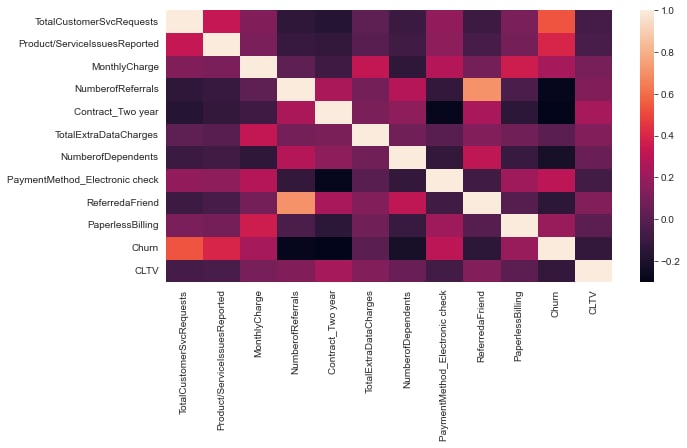 TotalCustomerSvcRequests
Product/ServiceIssuesReported
MonthlyCharge
NumberofReferrals
Contract_Two year
TotalExtraDataCharges
NumberofDependents
PaymentMethod_Electronic check
ReferredaFriend
PaperlessBilling
Churn
CLTV
TotalCustomerSvcRequests
Product/ServiceIssuesReported
MonthlyCharge
NumberofReferrals
Contract_Two year
TotalExtraDataCharges
NumberofDependents
PaymentMethod_Electronic check
ReferredaFriend
PaperlessBilling
Churn
CLTV
1.0
0.8
0.6
0.4
0.2
0.0
−0.2